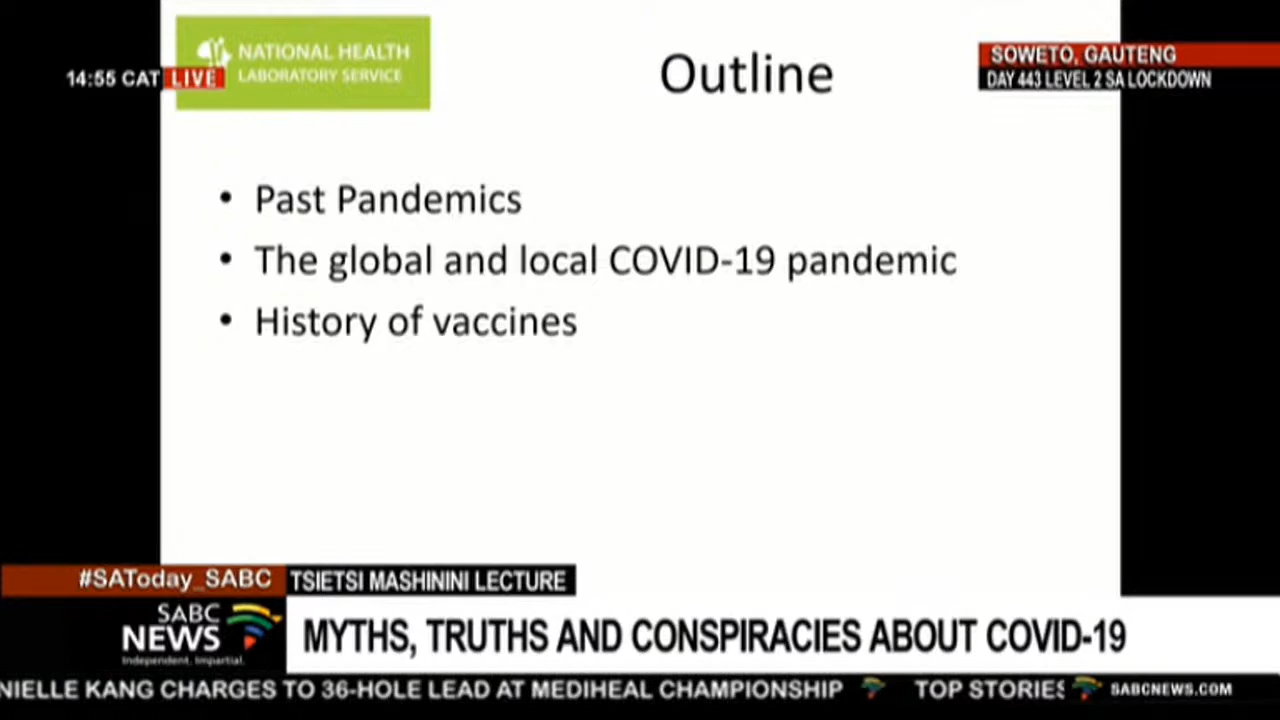 NATIONAL HEALTH
LABORATORY SERVICE
14:55 CAT LIVE
Outline
SOWETO, GAUTENG
DAY 443 LEVEL 2 SA LOCKDOWN
• Past Pandemics
• The global and local COVID-19 pandemic
• History of vaccines
#SAToday_SABC
TSIETSI MASHININI LECTURE
SABC
NEWS
Independent. Impartial.
MYTHS, TRUTHS AND CONSPIRACIES ABOUT COVID-19
NIELLE KANG CHARGES TO 36-HOLE LEAD AT MEDIHEAL CHAMPIONSHIP TOP STORIES SABCNEWS.COM